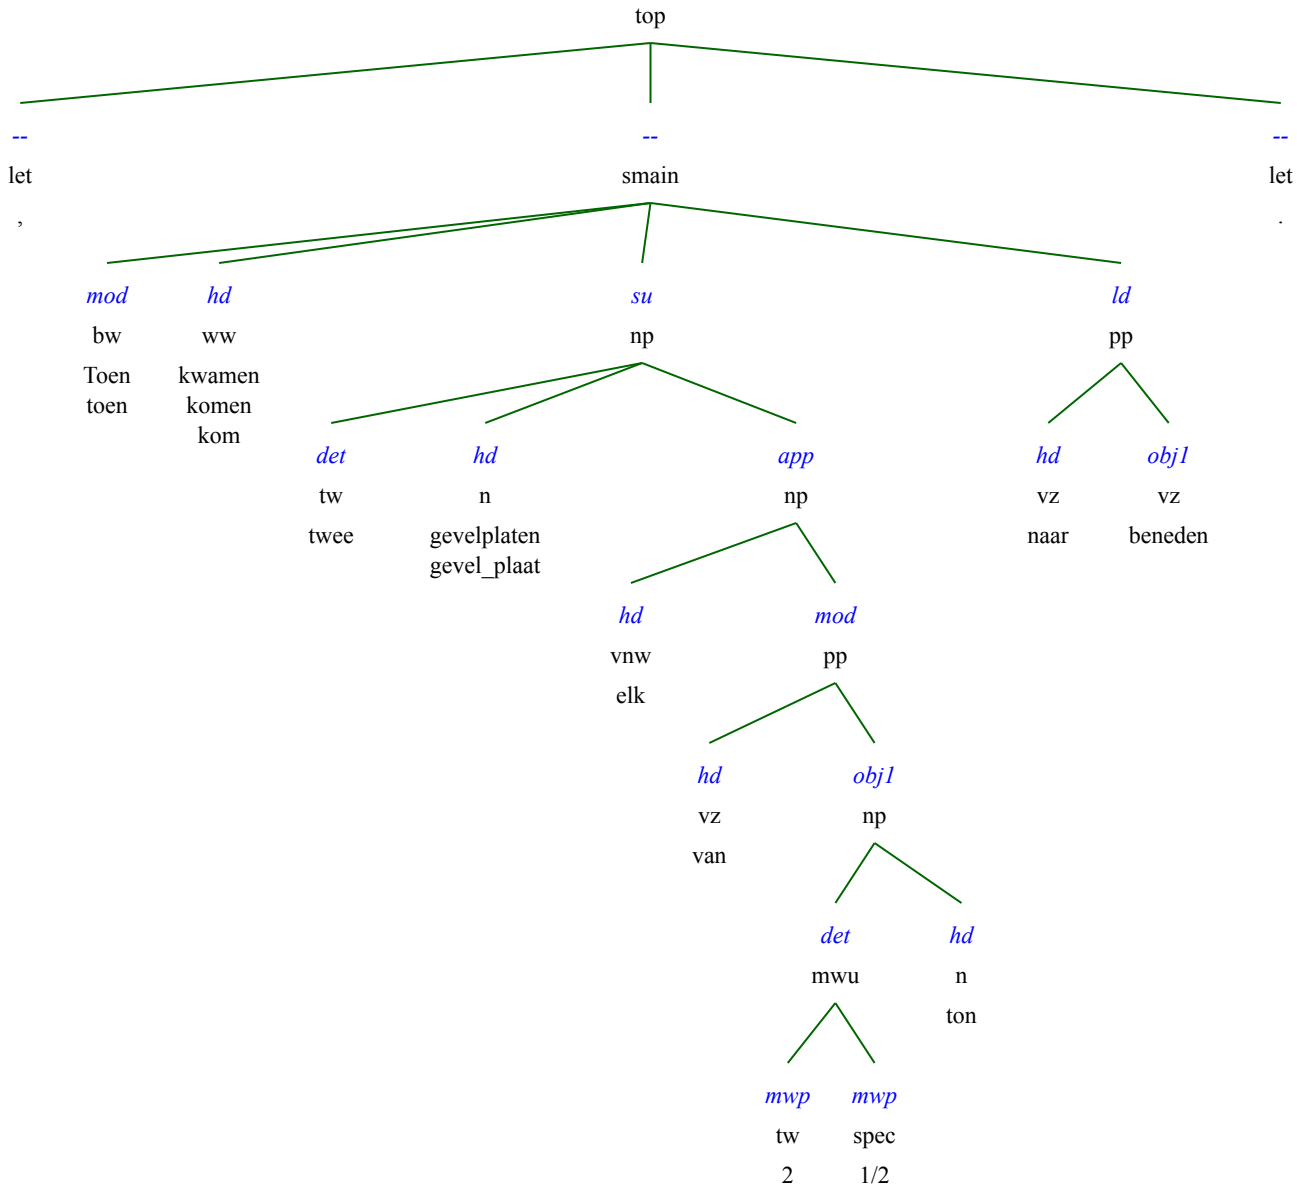 top
-- -- --
let smain let
, .
mod hd su ld
bw ww np pp
Toen kwamen
toen komen
kom
det hd app hd obj1
tw n np vz vz
twee gevelplaten naar beneden
gevel_plaat
hd mod
vnw pp
elk
hd obj1
vz np
van
det hd
mwu n
ton
mwp mwp
tw spec
2 1/2